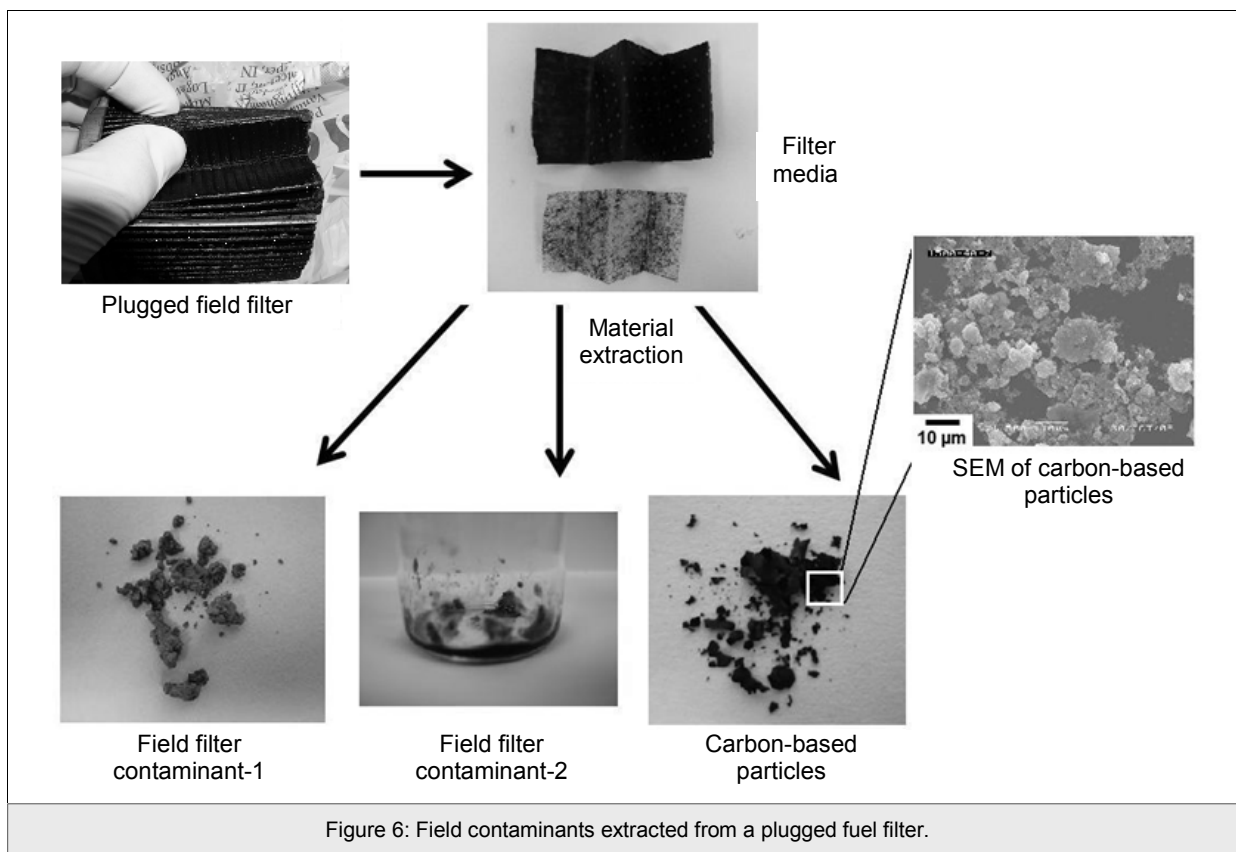 Plugged field filter
Filter
media
Material
extraction
10 µm
SEM of carbon-based
particles
Field filter
contaminant-1
Field filter
contaminant-2
Carbon-based
particles
Figure 6: Field contaminants extracted from a plugged fuel filter.